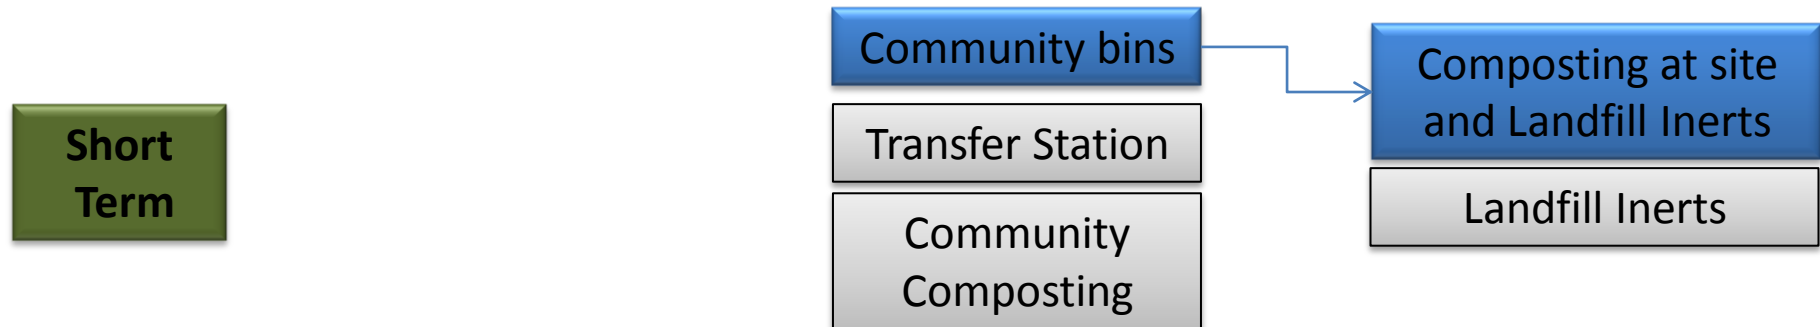 Short
Term
Community bins
Transfer Station
Community
Composting
Composting at site
and Landfill Inerts
Landfill Inerts